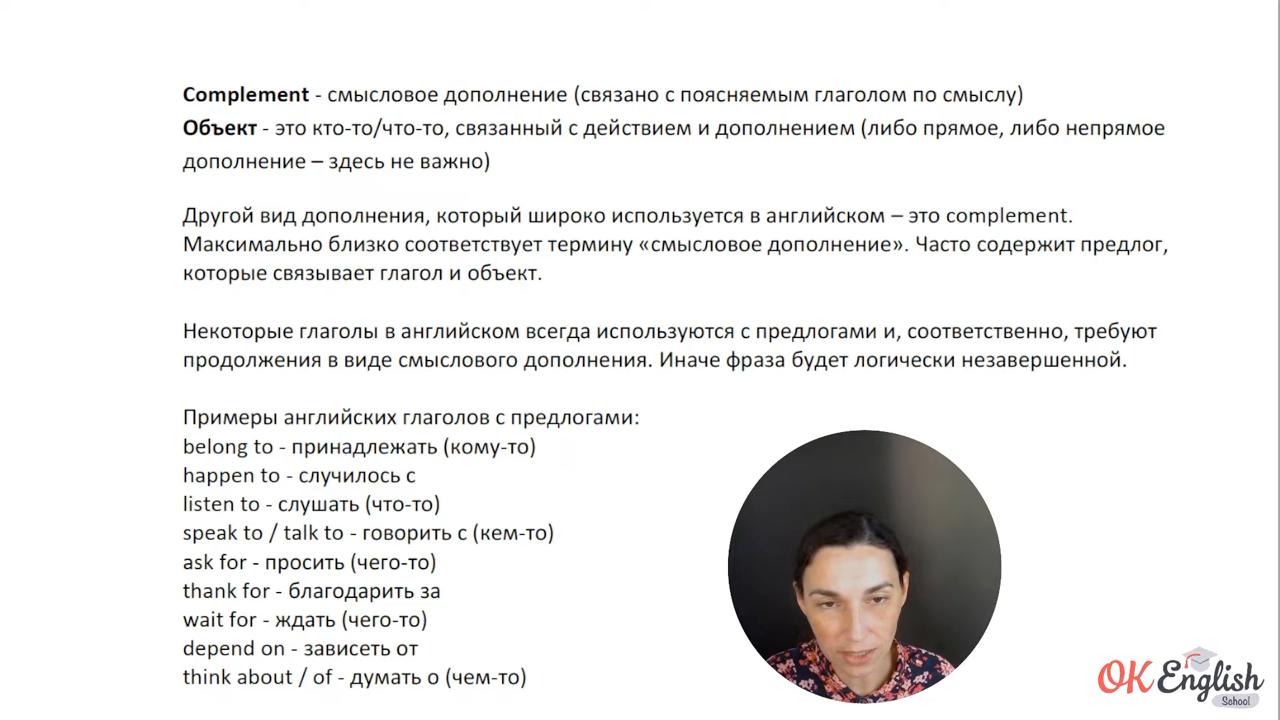 Complement - смысловое дополнение (связано с поясняемым глаголом по смыслу)
Объект - это кто-то/что-то, связанный с действием и дополнением (либо прямое, либо непрямое
дополнение – здесь не важно)
Другой вид дополнения, который широко используется в английском – это complement.
Максимально близко соответствует термину «смысловое дополнение». Часто содержит предлог,
которые связывает глагол и объект.
Некоторые глаголы в английском всегда используются с предлогами и, соответственно, требуют
продолжения в виде смыслового дополнения. Иначе фраза будет логически незавершенной.
Примеры английских глаголов с предлогами:
belong to - принадлежать (кому-то)
happen to - случилось с
listen to - слушать (что-то)
speak to / talk to - говорить с (кем-то)
ask for - просить (чего-то)
thank for - благодарить за
wait for - ждать (чего-то)
depend on - зависеть от
think about / of - думать о (чем-то)
OK English
School